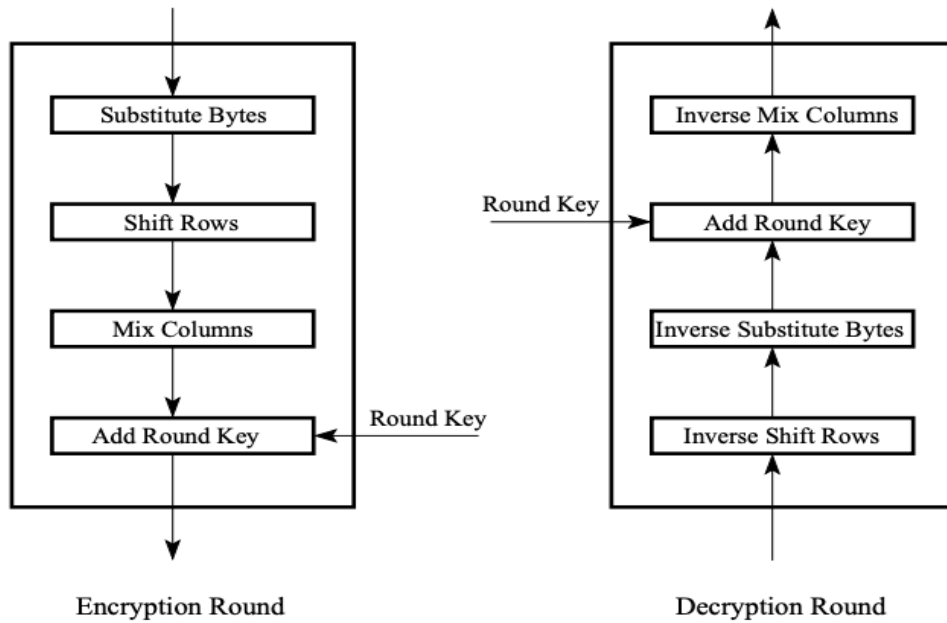 Substitute Bytes
Shift Rows
Mix Columns
Add Round Key
Round Key
Encryption Round
Inverse Mix Columns
Round Key
Add Round Key
Inverse Substitute Bytes
Inverse Shift Rows
Decryption Round